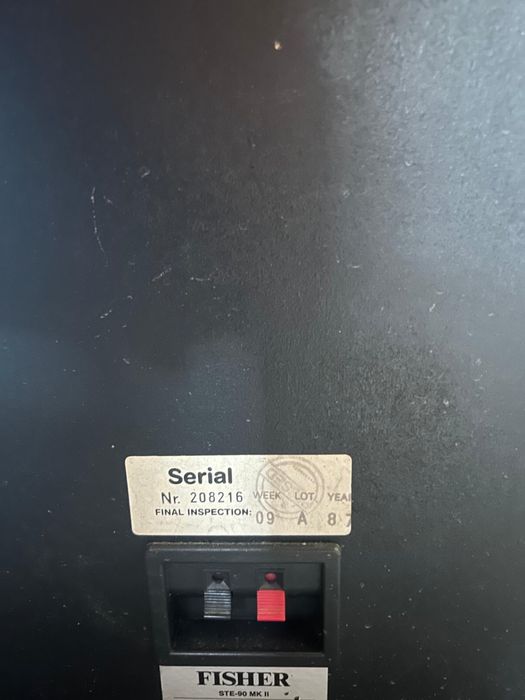 Serial
Nr. 208216 WEEK LOT YEAR
FINAL INSPECTION: 09 A 87
FISHER
STE-90 MK II